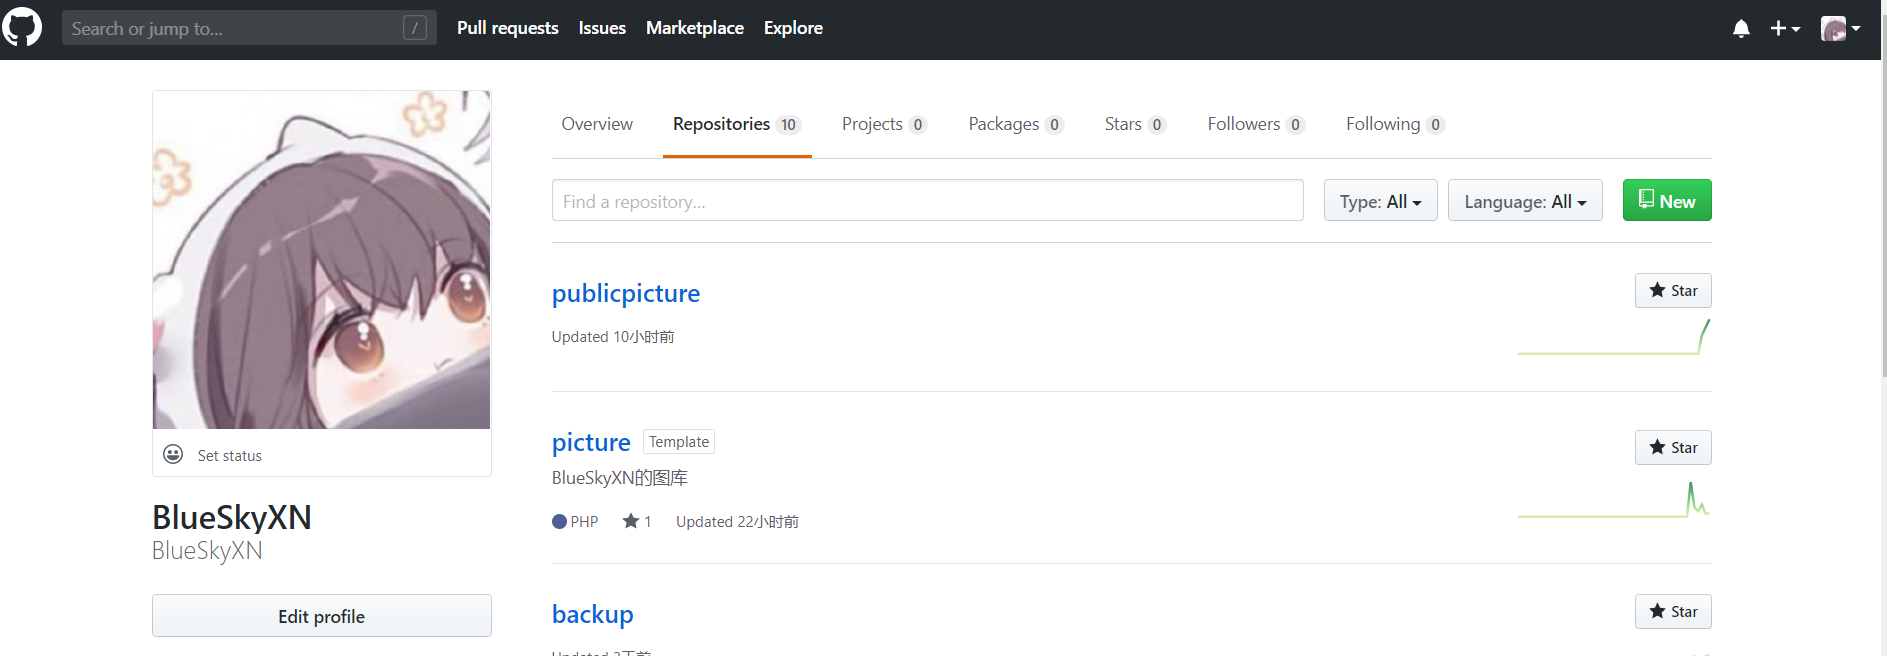 Search or jump to... /
Pull requests Issues Marketplace Explore
Overview Repositories 10 Projects 0 Packages 0 Stars 0 Followers 0 Following 0
Find a repository... Type: All Language: All New
publicpicture Star
Updated 10小时前
picture Template Star
BlueSkyXN的图库
PHP 1 Updated 22小时前
backup Star
Set status
BlueSkyXN
BlueSkyXN
Edit profile